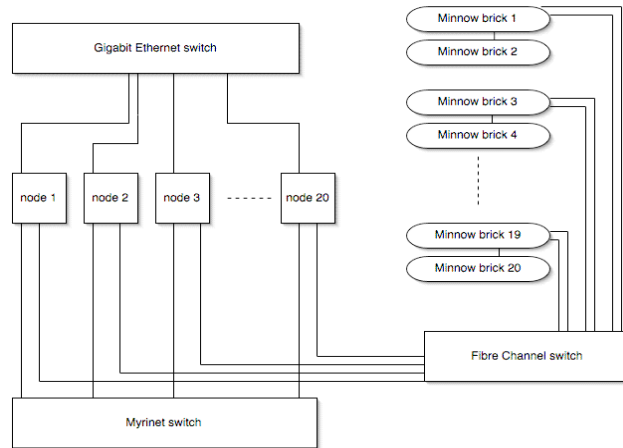 Gigabit Ethernet switch
Minnow brick 1
Minnow brick 2
Minnow brick 3
Minnow brick 4
node 1
node 2
node 3
node 20
Minnow brick 19
Minnow brick 20
Fibre Channel switch
Myrinet switch